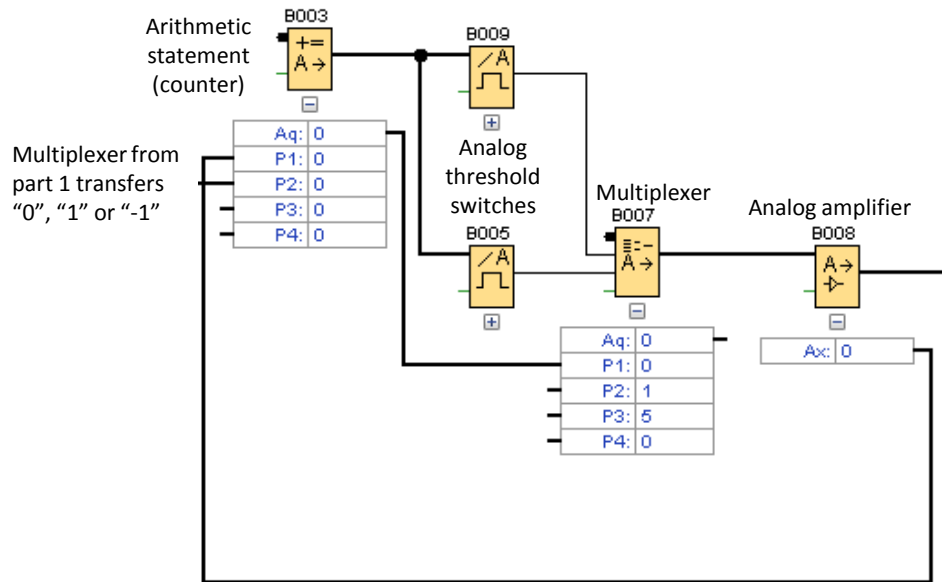 Arithmetic
statement
(counter)
B003
+=
A→
Aq: 0
P1: 0
P2: 0
P3: 0
P4: 0
Multiplexer from
part 1 transfers
“0”, “1” or “-1”
B009
/A
Analog
threshold
switches
B005
/A
Multiplexer
B007
A→
Aq: 0
P1: 0
P2: 1
P3: 5
P4: 0
Analog amplifier
B008
A→
Ax: 0